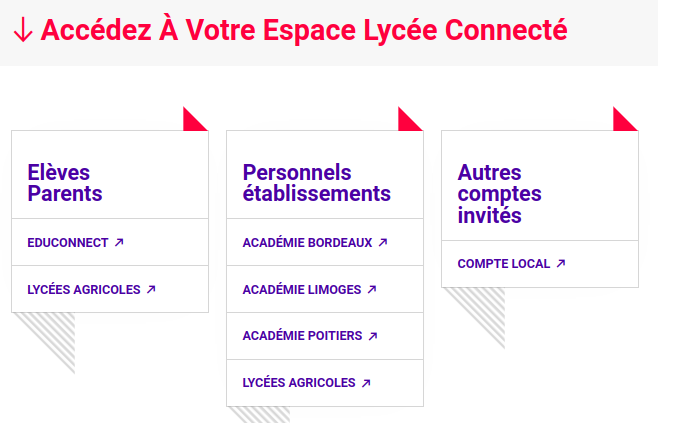 Accédez À Votre Espace Lycée Connecté
Elèves
Parents
EDUCONNECT
LYCÉES AGRICOLES
Personnels
établissements
ACADÉMIE BORDEAUX
ACADÉMIE LIMOGES
ACADÉMIE POITIERS
LYCÉES AGRICOLES
Autres
comptes
invités
COMPTE LOCAL